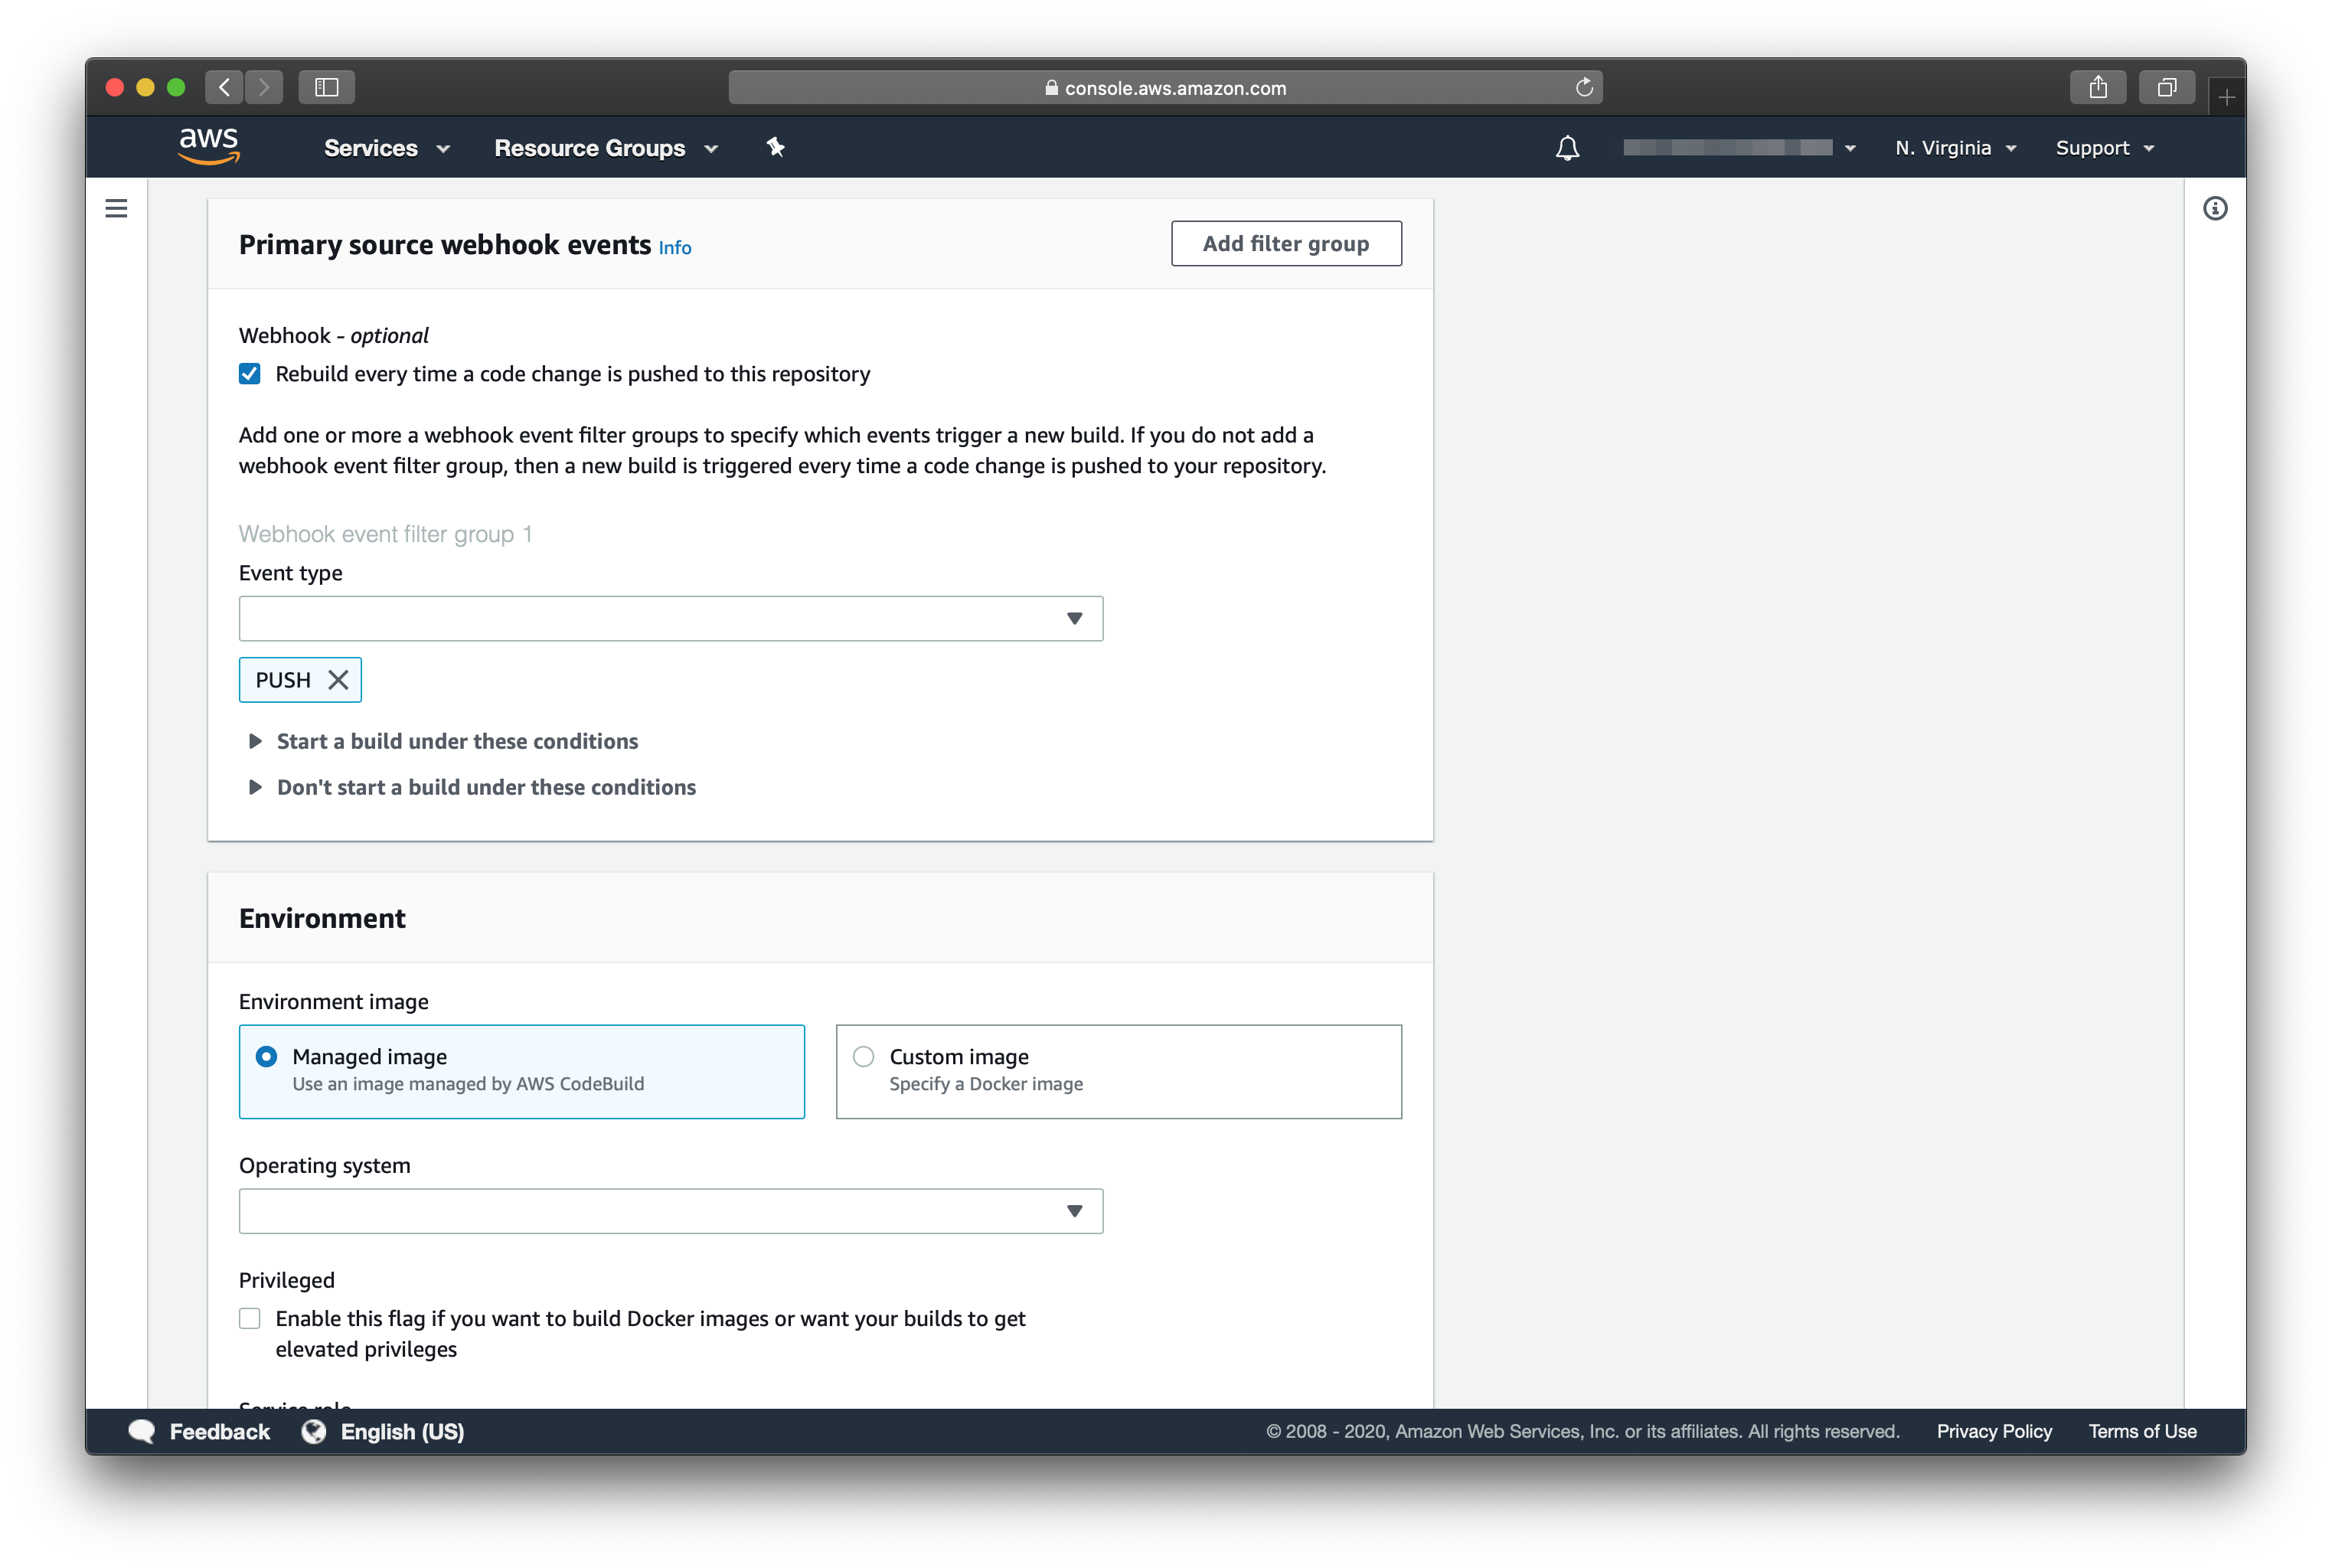 console.aws.amazon.com
aws
Services
Resource Groups
N. Virginia
Support
Primary source webhook events Info
Add filter group
Webhook - optional
Rebuild every time a code change is pushed to this repository
Add one or more a webhook event filter groups to specify which events trigger a new build. If you do not add a
webhook event filter group, then a new build is triggered every time a code change is pushed to your repository.
Webhook event filter group 1
Event type
PUSH
Start a build under these conditions
Don't start a build under these conditions
Environment
Environment image
Managed image
Use an image managed by AWS CodeBuild
Custom image
Specify a Docker image
Operating system
Privileged
Enable this flag if you want to build Docker images or want your builds to get
elevated privileges
Service role
Feedback
English (US)
© 2008 - 2020, Amazon Web Services, Inc. or its affiliates. All rights reserved.
Privacy Policy
Terms of Use